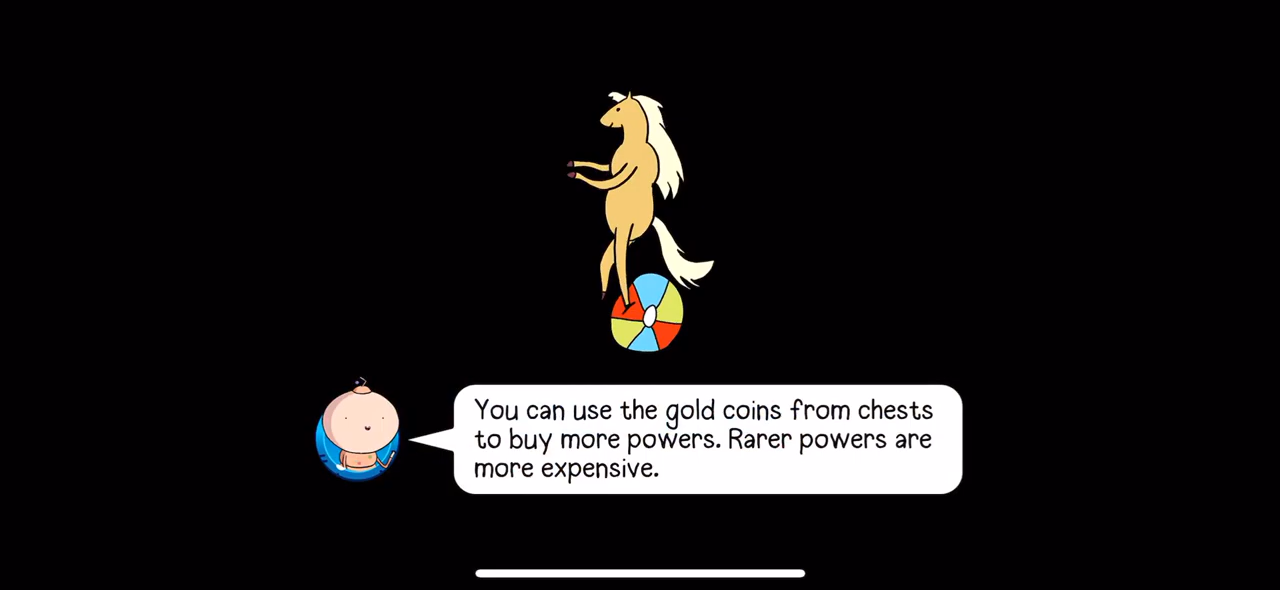 You can use the gold coins from chests
to buy more powers. Rarer powers are
more expensive.